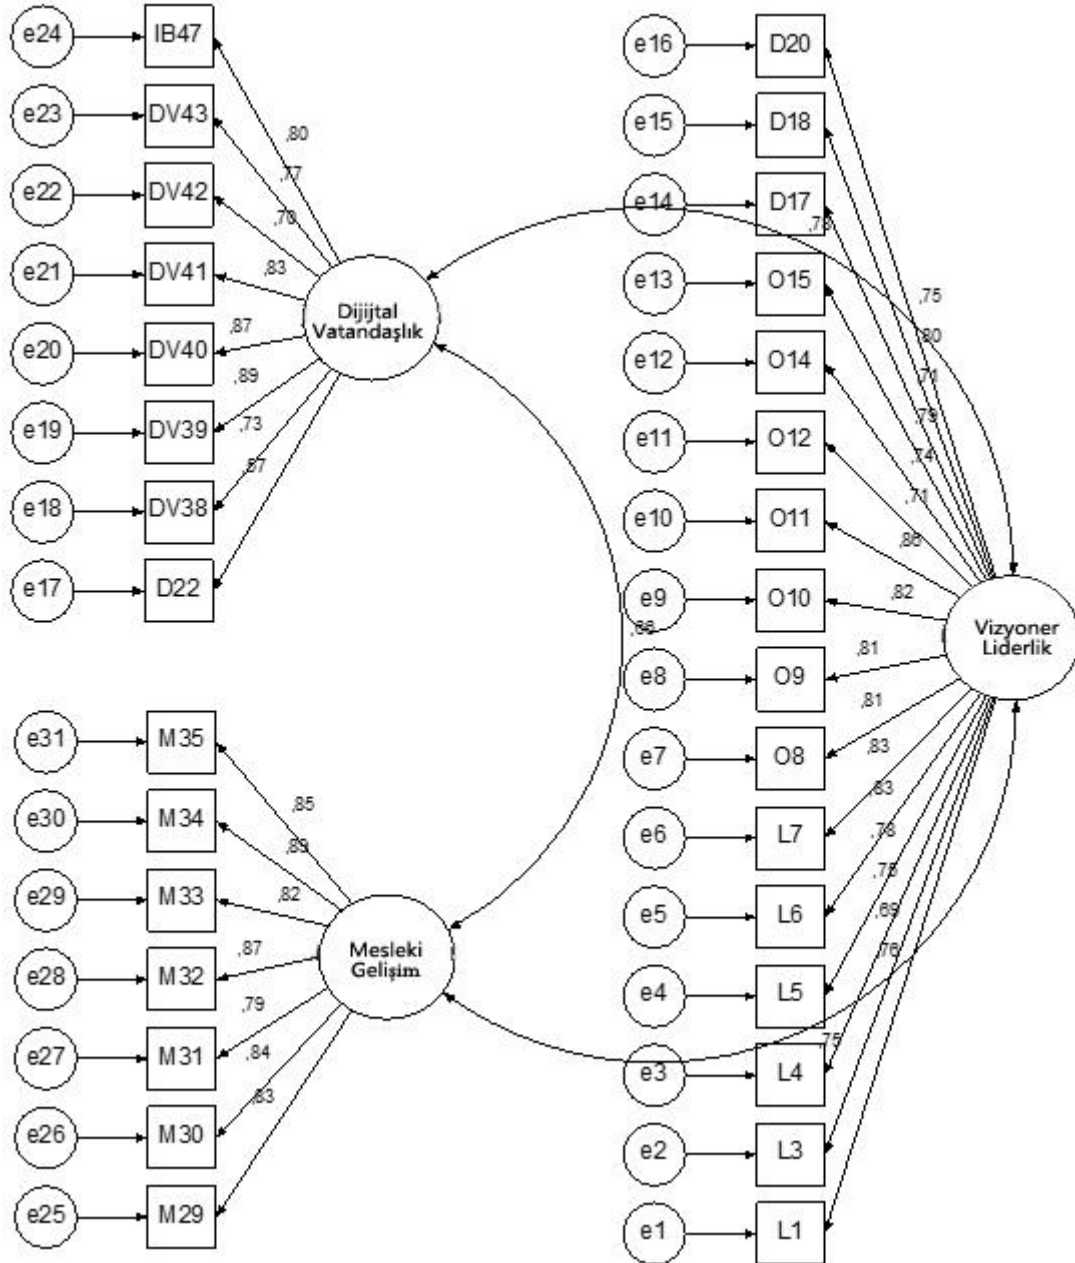 e24
IB47
e23
DV43
e22
DV42
e21
DV41
e20
DV40
e19
DV39
e18
DV38
e17
D22
,80
,77
,70
,83
,87
,89
,73
Dijijtal
Vatandaşlık
e31
M35
e30
M34
e29
M33
e28
M32
e27
M31
e26
M30
e25
M29
,85
,82
,87
,79
,84
,83
Mesleki
Gelişim
e16
D20
e15
D18
e14
D17
e13
O15
e12
O14
e11
O12
e10
O11
e9
O10
e8
O9
e7
O8
e6
L7
e5
L6
e4
L5
e3
L4
e2
L3
e1
L1
,75
,80
,71
,73
,74
,71
,82
,81
,81
,83
,83
,78
,75
,69
,76
,75
Vizyoner
Liderlik